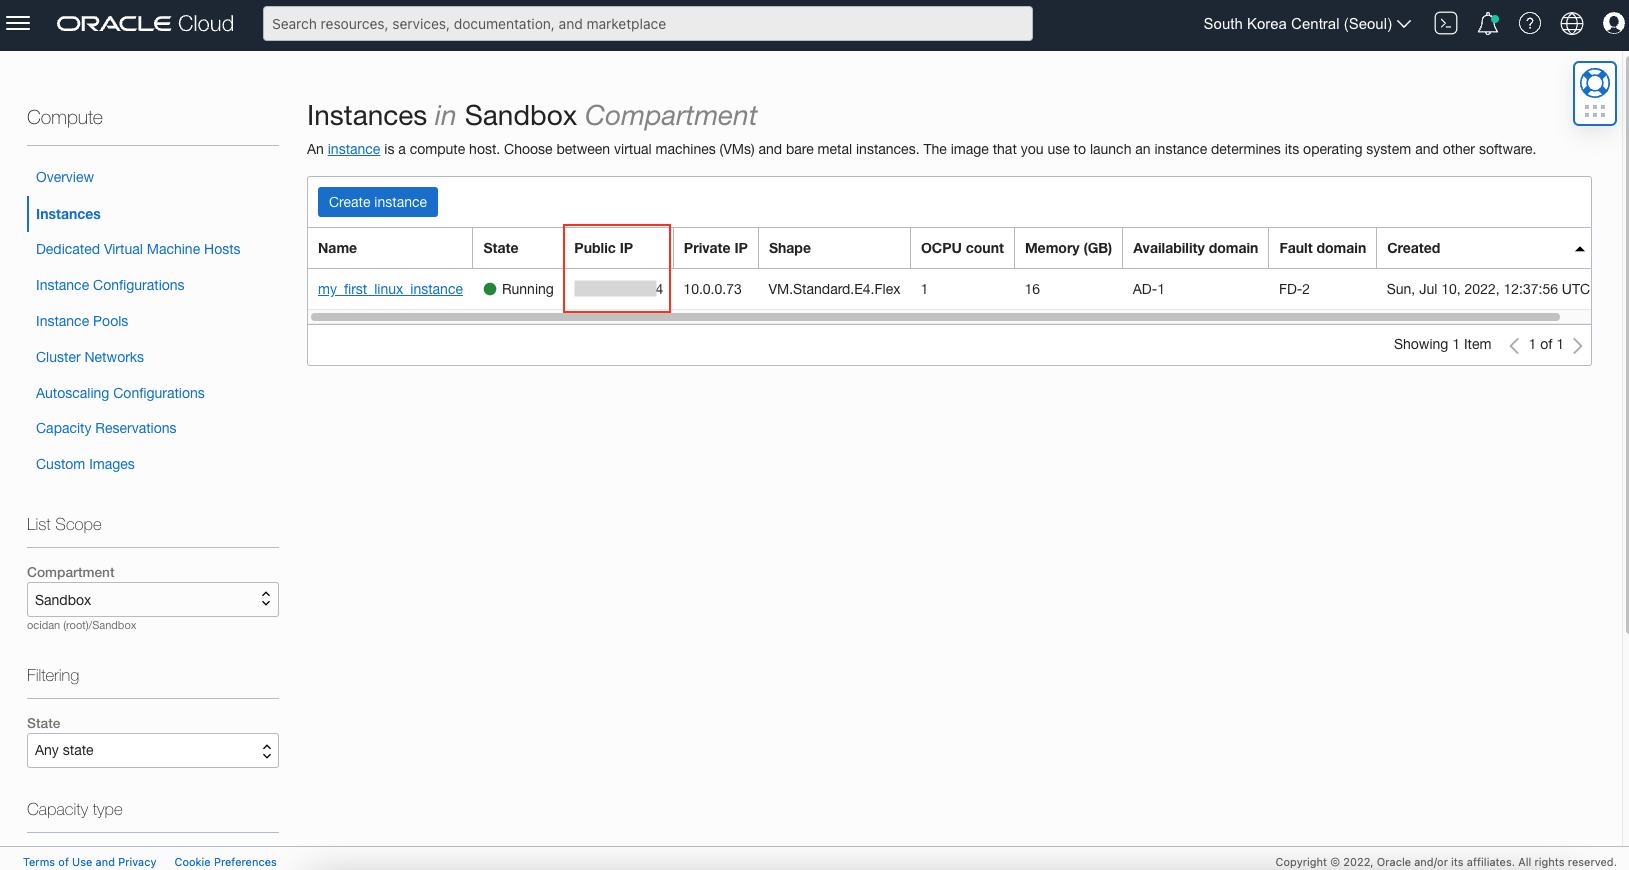 ORACLE Cloud
Search resources, services, documentation, and marketplace
South Korea Central (Seoul)
Compute
Overview
Instances
Dedicated Virtual Machine Hosts
Instance Configurations
Instance Pools
Cluster Networks
Autoscaling Configurations
Capacity Reservations
Custom Images
List Scope
Compartment
Sandbox
ocidan (root)/Sandbox
Filtering
State
Any state
Capacity type
Instances in Sandbox Compartment
An instance is a compute host. Choose between virtual machines (VMs) and bare metal instances. The image that you use to launch an instance determines its operating system and other software.
Create instance
Name State Public IP Private IP Shape OCPU count Memory (GB) Availability domain Fault domain Created
my_first_linux_instance Running 4 10.0.0.73 VM.Standard.E4.Flex 1 16 AD-1 FD-2 Sun, Jul 10, 2022, 12:37:56 UTC
Showing 1 Item 1 of 1
Terms of Use and Privacy Cookie Preferences
Copyright © 2022, Oracle and/or its affiliates. All rights reserved.